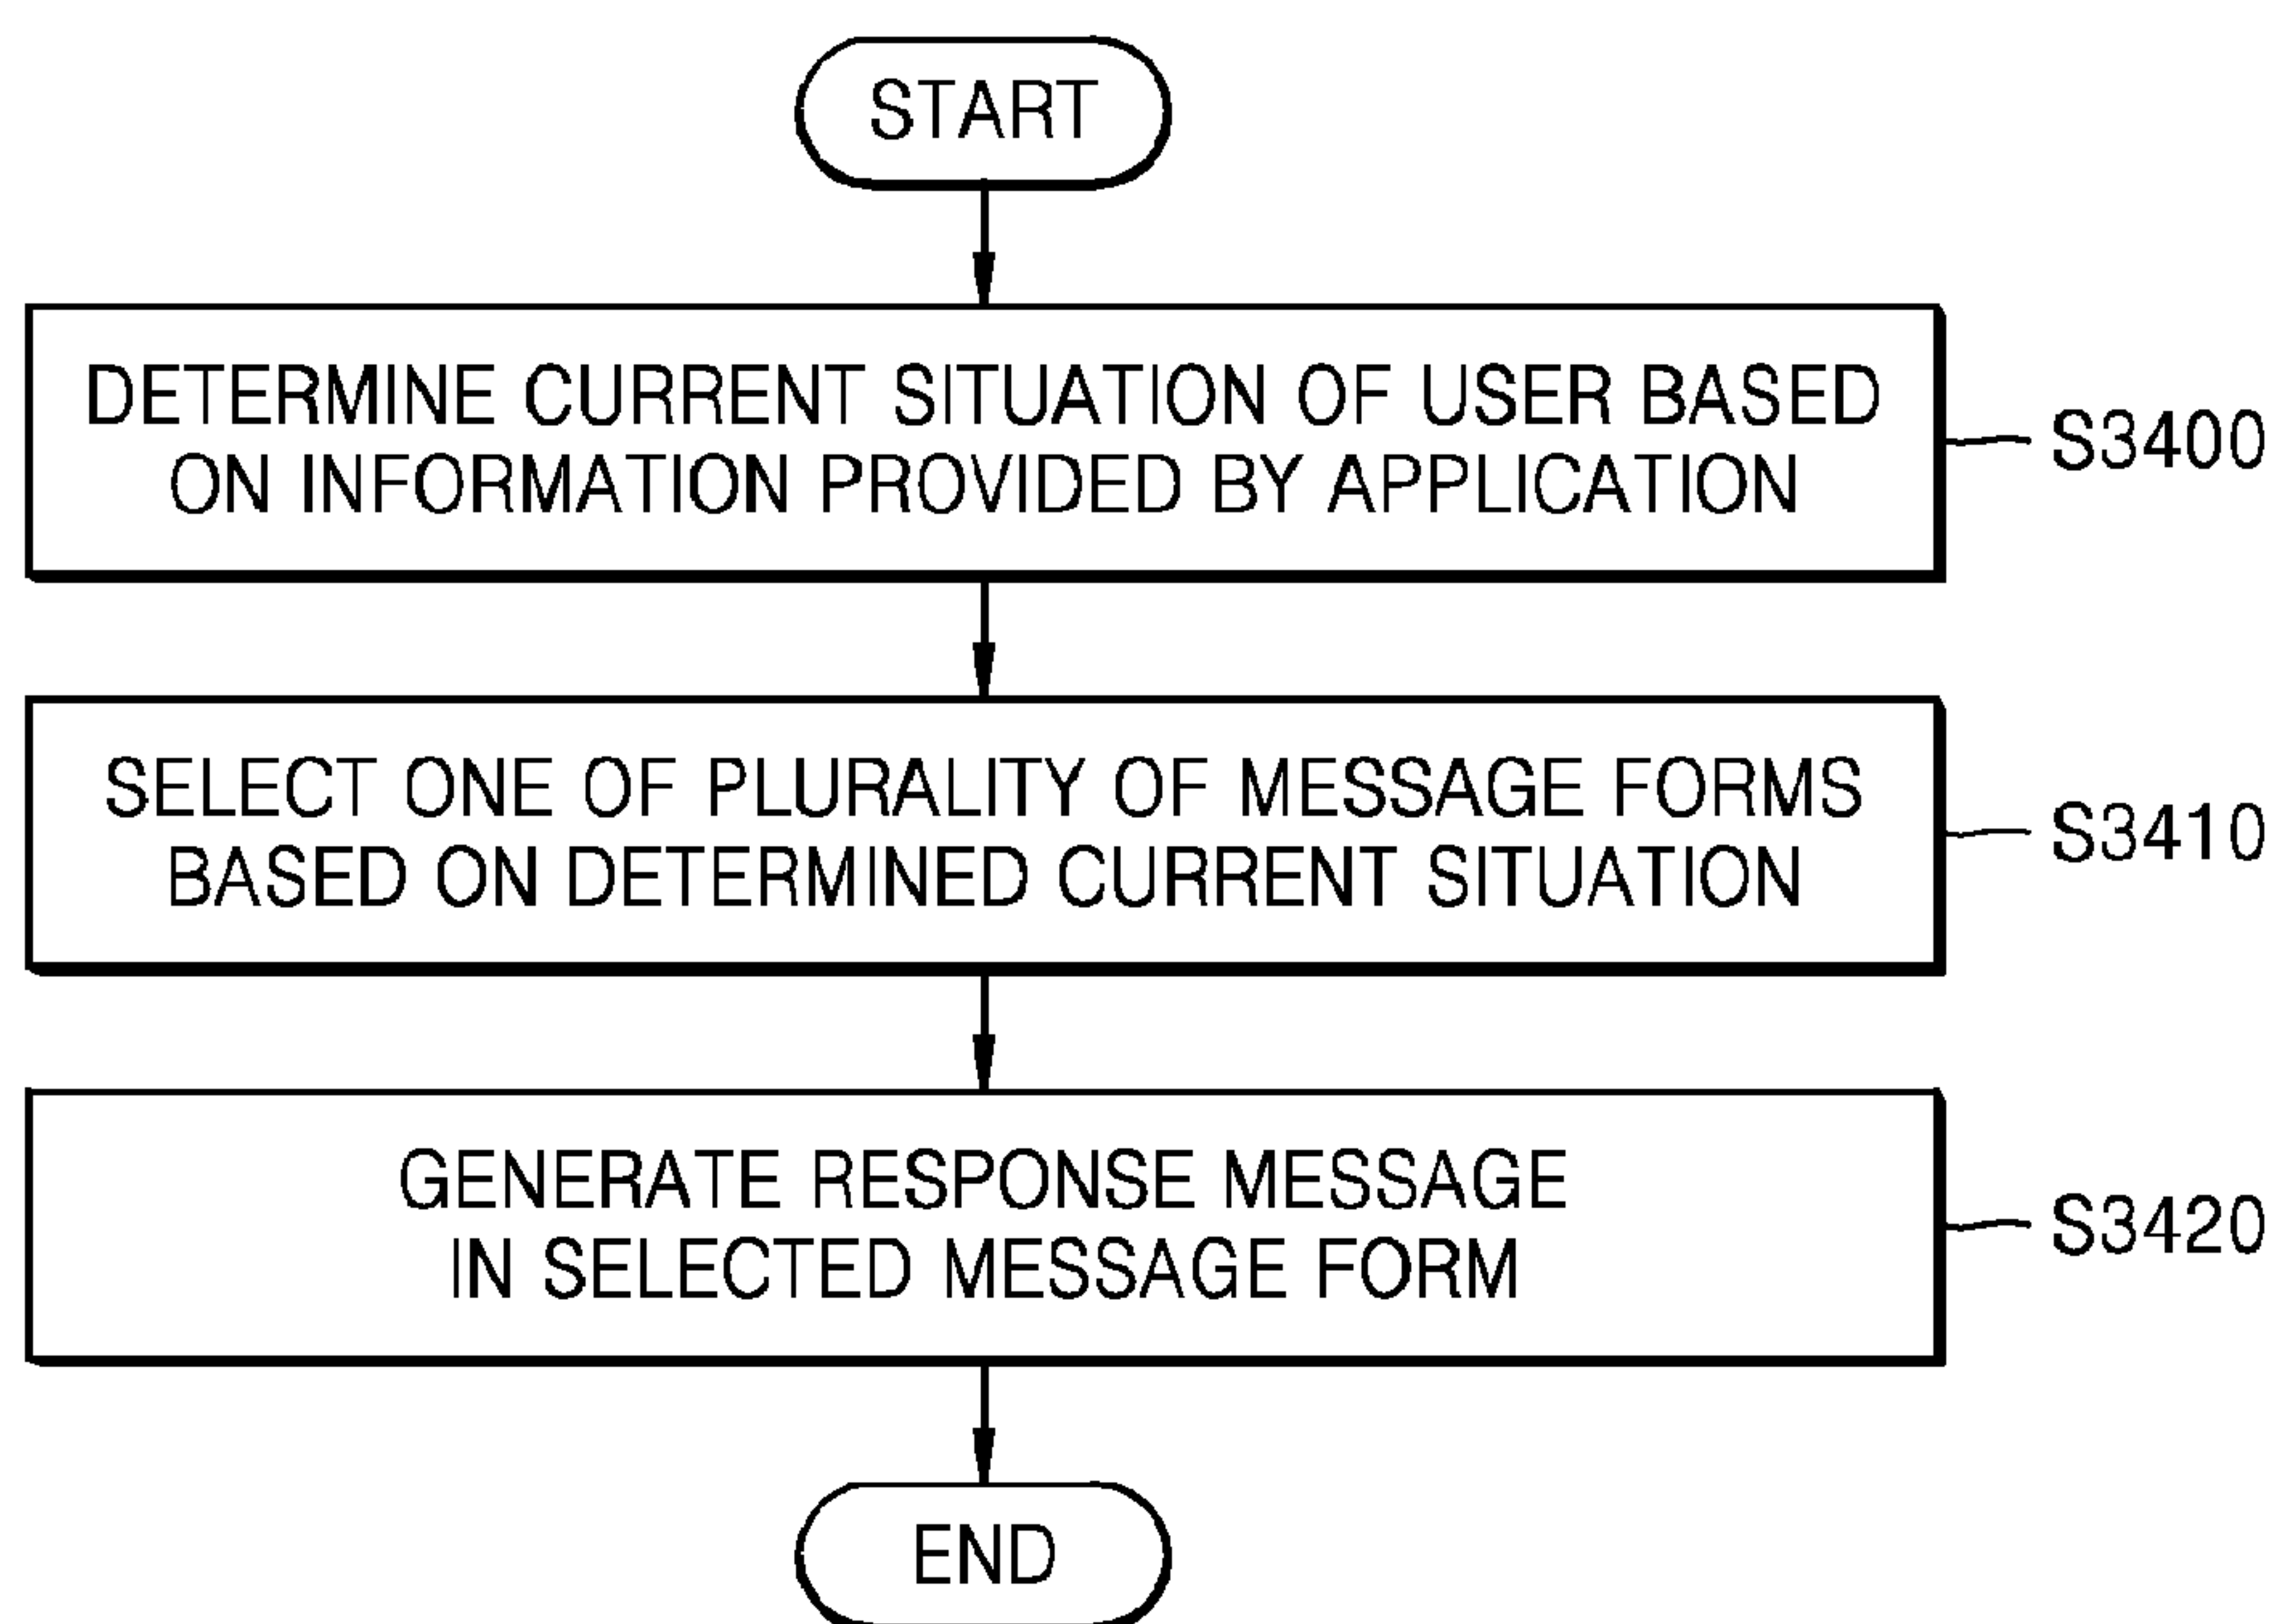 START
DETERMINE CURRENT SITUATION OF USER BASED
ON INFORMATION PROVIDED BY APPLICATION
S3400
SELECT ONE OF PLURALITY OF MESSAGE FORMS
BASED ON DETERMINED CURRENT SITUATION
S3410
GENERATE RESPONSE MESSAGE
IN SELECTED MESSAGE FORM
S3420
END